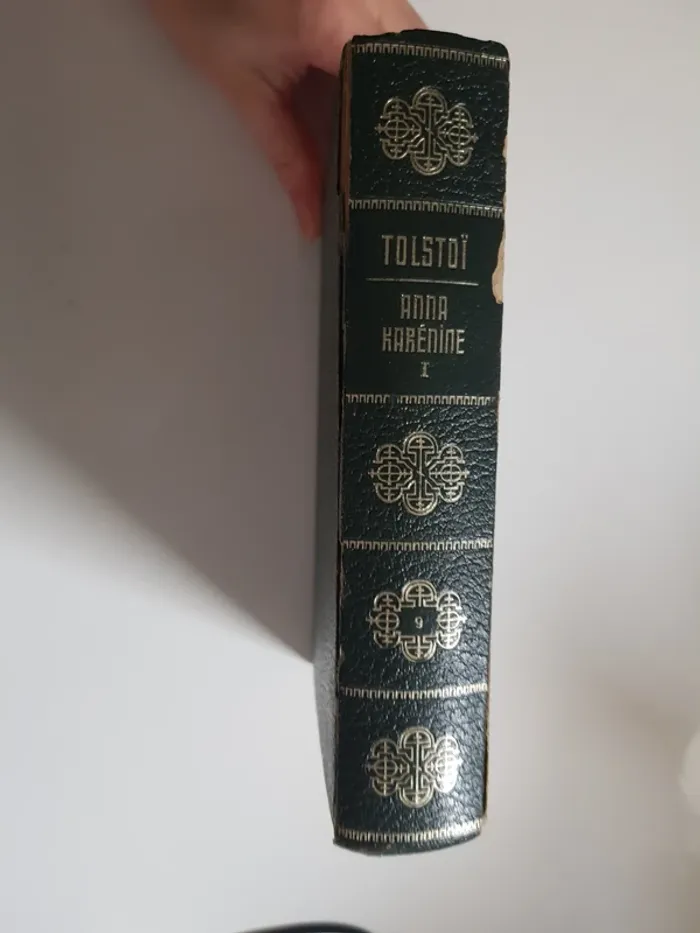 TOLSTOÏ
ANNA
KARÉNINE
I
9